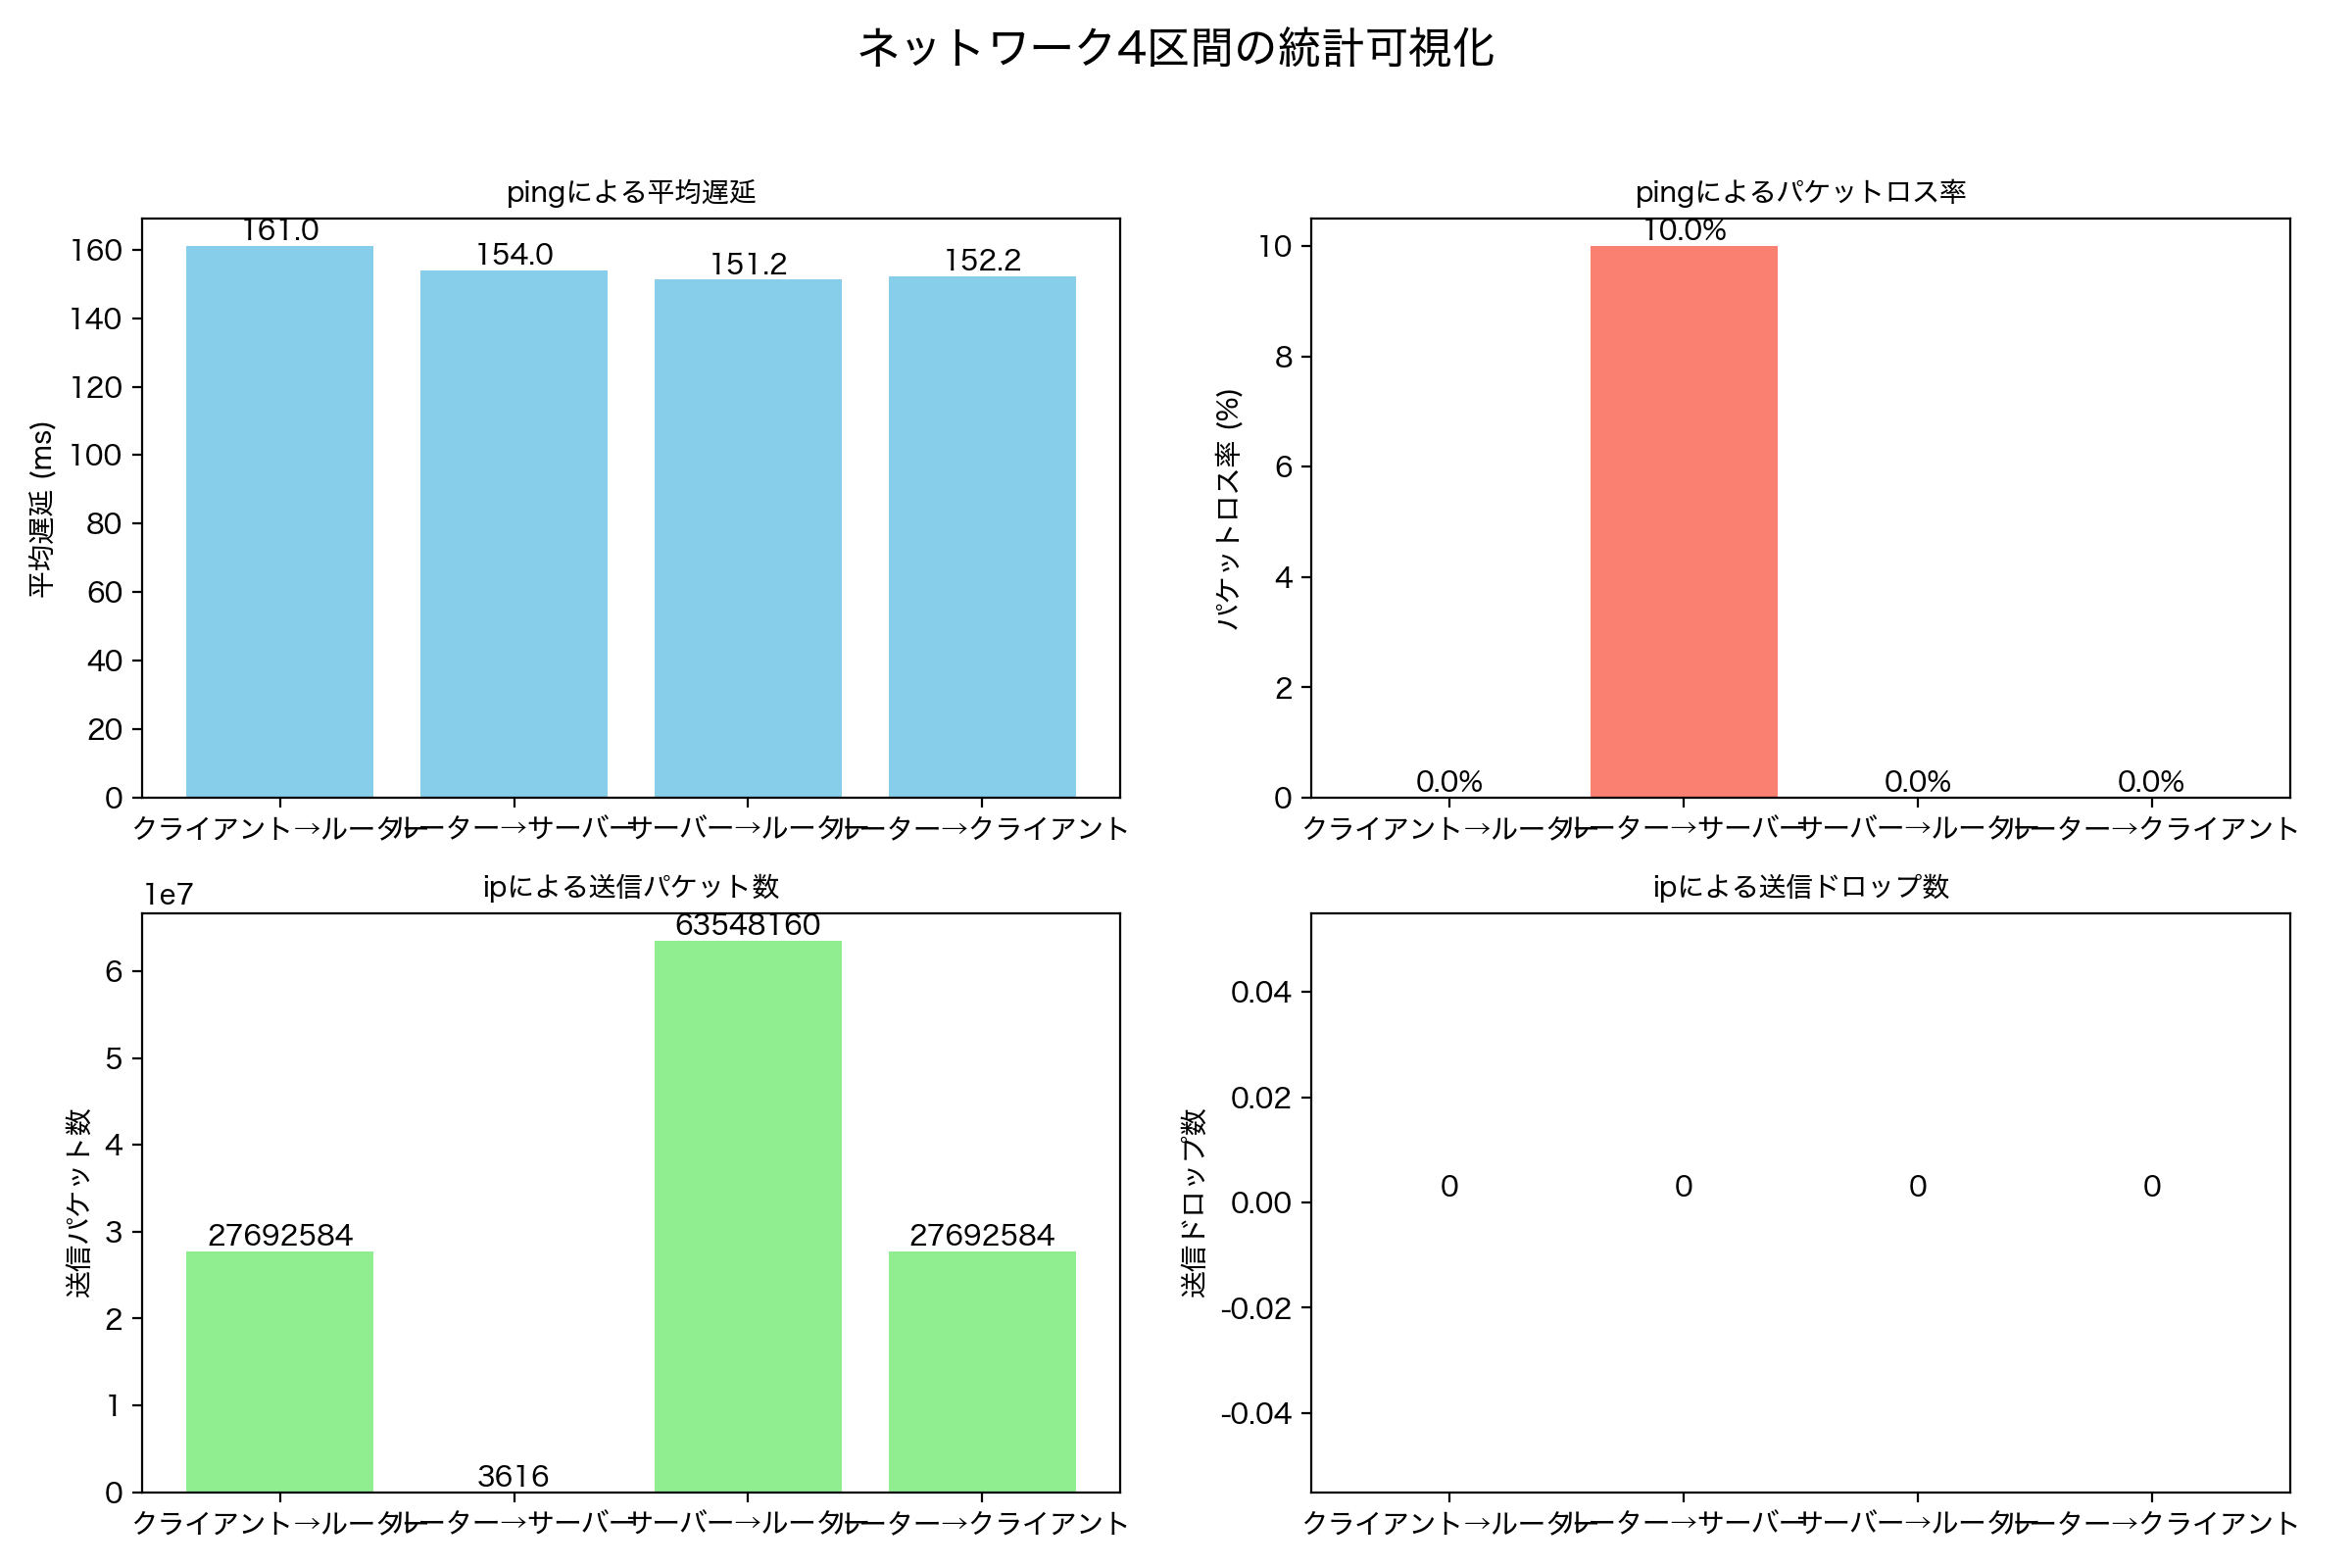 ネットワーク4区間の統計可視化
pingによる平均遅延
平均遅延 (ms)
160
140
120
100
80
60
40
20
0
161.0
154.0
151.2
152.2
クライアント→ルーター
ルーター→サーバー
サーバー→ルーター
ルーター→クライアント
pingによるパケットロス率
パケットロス率 (%)
10
8
6
4
2
0
0.0%
10.0%
0.0%
0.0%
クライアント→ルーター
ルーター→サーバー
サーバー→ルーター
ルーター→クライアント
ipによる送信パケット数
1e7
送信パケット数
6
5
4
3
2
1
0
27692584
3616
63548160
27692584
クライアント→ルーター
ルーター→サーバー
サーバー→ルーター
ルーター→クライアント
ipによる送信ドロップ数
送信ドロップ数
0.04
0.02
0.00
-0.02
-0.04
0
0
0
0
クライアント→ルーター
ルーター→サーバー
サーバー→ルーター
ルーター→クライアント